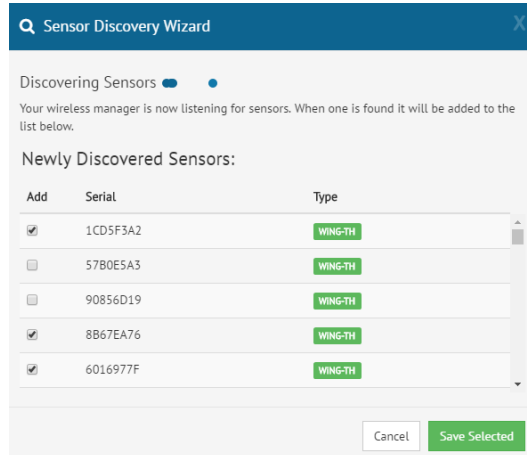 Sensor Discovery Wizard
X
Discovering Sensors
Your wireless manager is now listening for sensors. When one is found it will be added to the
list below.
Newly Discovered Sensors:
Add Serial Type
1CD5F3A2 WING-TH
57B0E5A3 WING-TH
90856D19 WING-TH
8B67EA76 WING-TH
6016977F WING-TH
Cancel Save Selected